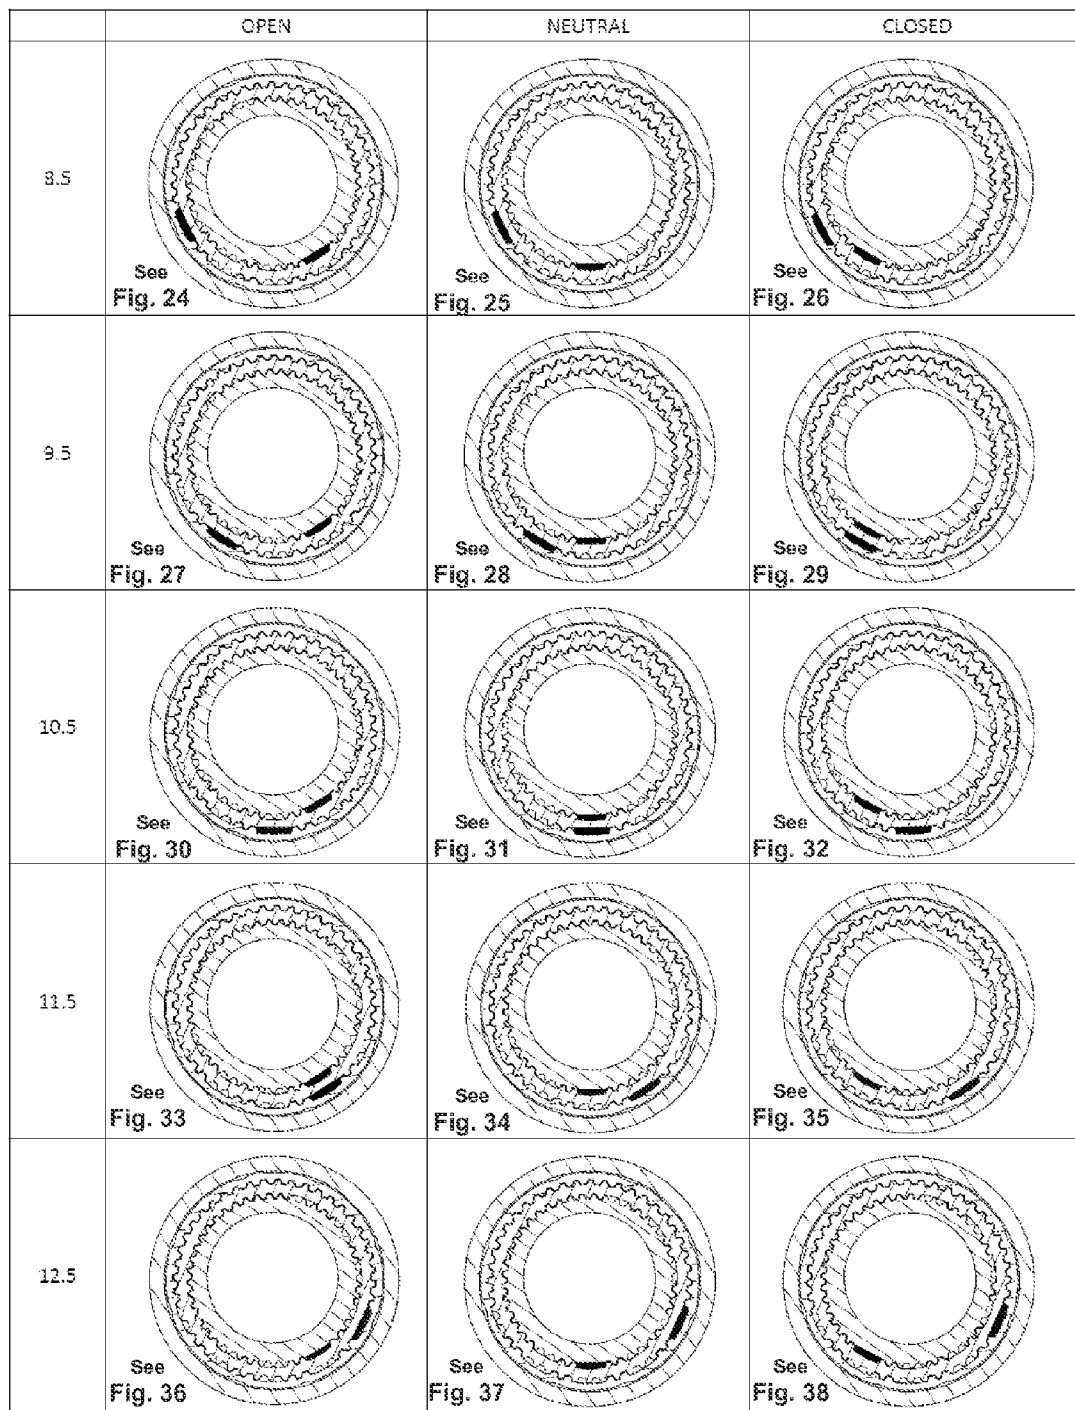 OPEN NEUTRAL CLOSED
8.5
See See See
Fig. 24 Fig. 25 Fig. 26
9.5
See See See
Fig. 27 Fig. 28 Fig. 29
10.5
See See See
Fig. 30 Fig. 31 Fig. 32
11.5
See See See
Fig. 33 Fig. 34 Fig. 35
12.5
See See See
Fig. 36 Fig. 37 Fig. 38